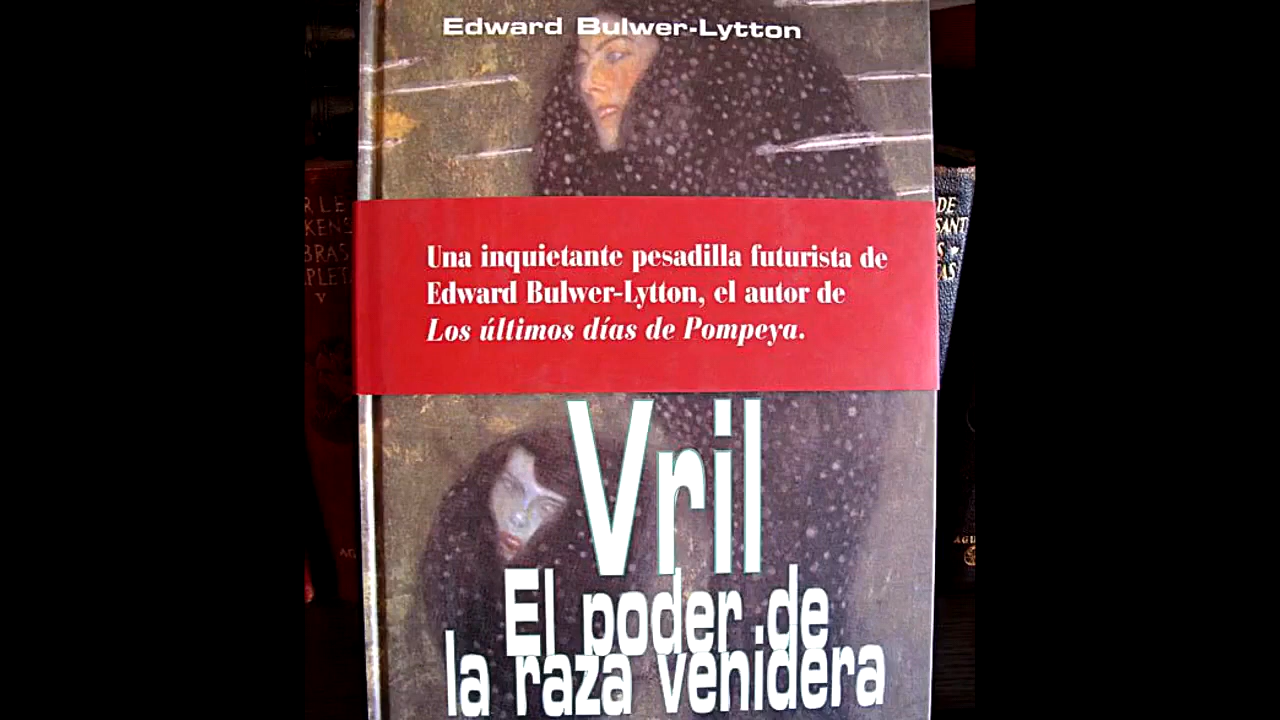 Edward Bulwer-Lytton
Una inquietante pesadilla futurista de
Edward Bulwer-Lytton, el autor de
Los últimos días de Pompeya.
Vril
El poder de
la raza venidera
DE